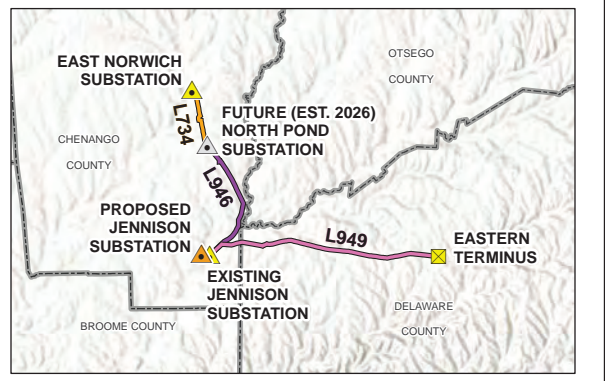 EAST NORWICH
SUBSTATION
OTSEGO
COUNTY
L734
FUTURE (EST. 2026)
NORTH POND
SUBSTATION
CHENANGO
COUNTY
L946
PROPOSED
JENNISON
SUBSTATION
L949
EASTERN
TERMINUS
EXISTING
JENNISON
SUBSTATION
DELAWARE
COUNTY
BROOME COUNTY